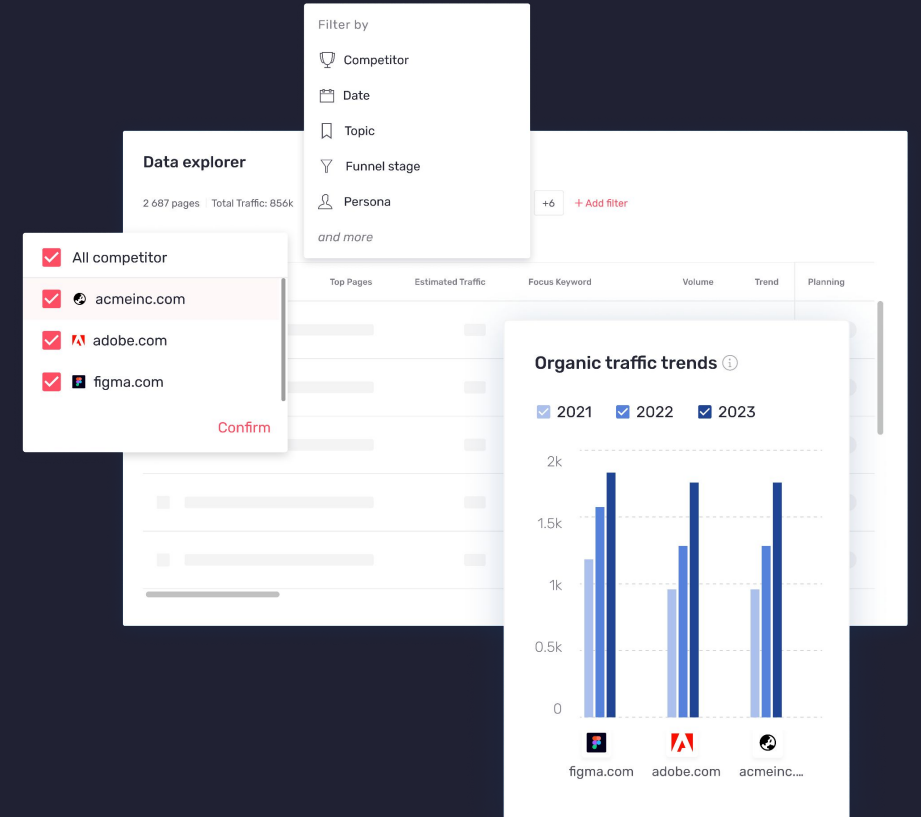 Filter by
Competitor
Date
Topic
Funnel stage
Persona
and more
Data explorer
2 687 pages Total Traffic: 856k
+6 + Add filter
All competitor
acmeinc.com
adobe.com
figma.com
Confirm
Top Pages Estimated Traffic Focus Keyword Volume Trend Planning
Organic traffic trends
2021 2022 2023
2k
1.5k
1k
0.5k
0
figma.com adobe.com acmeinc....